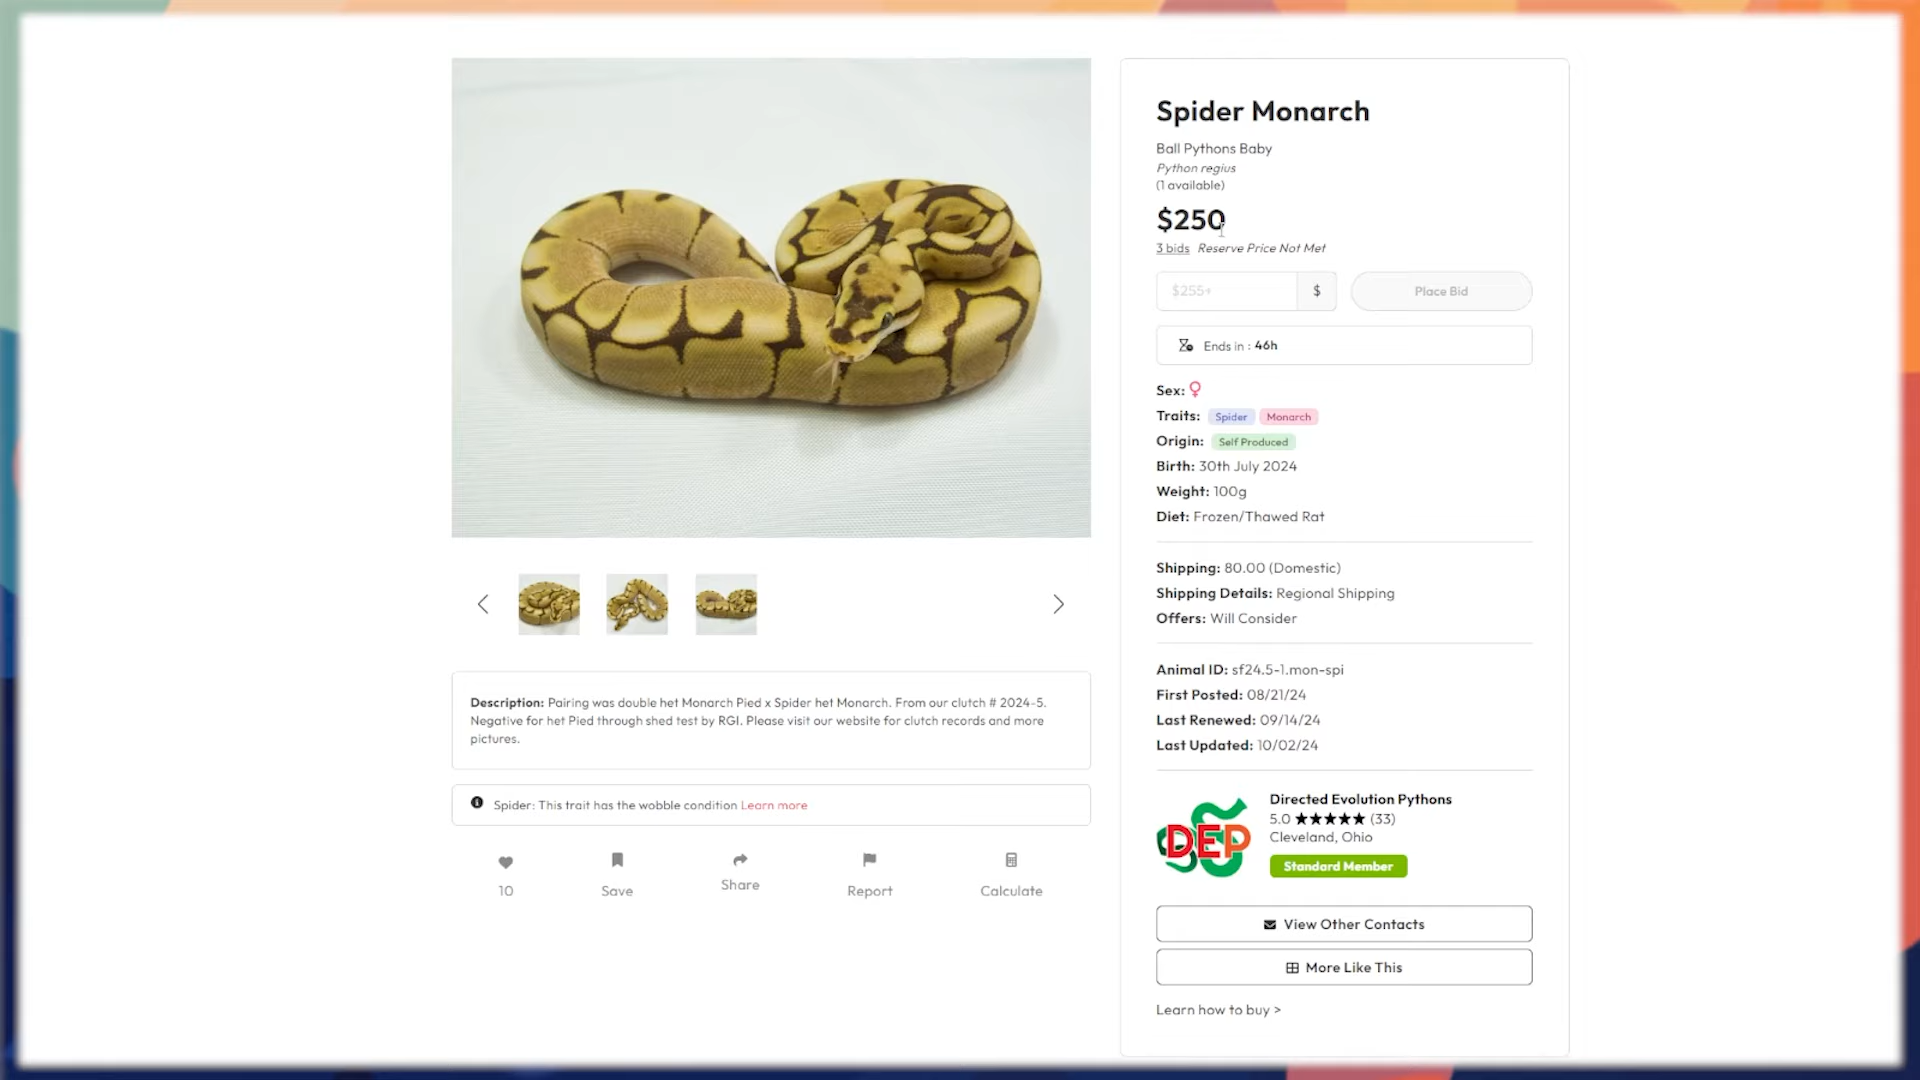 Spider Monarch
Ball Pythons Baby
Python regius
(1 available)
$250
3 bids Reserve Price Not Met
$255+ $ Place Bid
Ends in : 46h
Sex: ♀
Traits: Spider Monarch
Origin: Self Produced
Birth: 30th July 2024
Weight: 100g
Diet: Frozen/Thawed Rat
Shipping: 80.00 (Domestic)
Shipping Details: Regional Shipping
Offers: Will Consider
Animal ID: sf24.5-1.mon-spi
First Posted: 08/21/24
Last Renewed: 09/14/24
Last Updated: 10/02/24
DEP
Directed Evolution Pythons
5.0 ★★★★★ (33)
Cleveland, Ohio
Standard Member
View Other Contacts
More Like This
Learn how to buy >
Description: Pairing was double het Monarch Pied x Spider het Monarch. From our clutch # 2024-5.
Negative for het Pied through shed test by RGI. Please visit our website for clutch records and more
pictures.
Spider: This trait has the wobble condition Learn more
10 Save Share Report Calculate